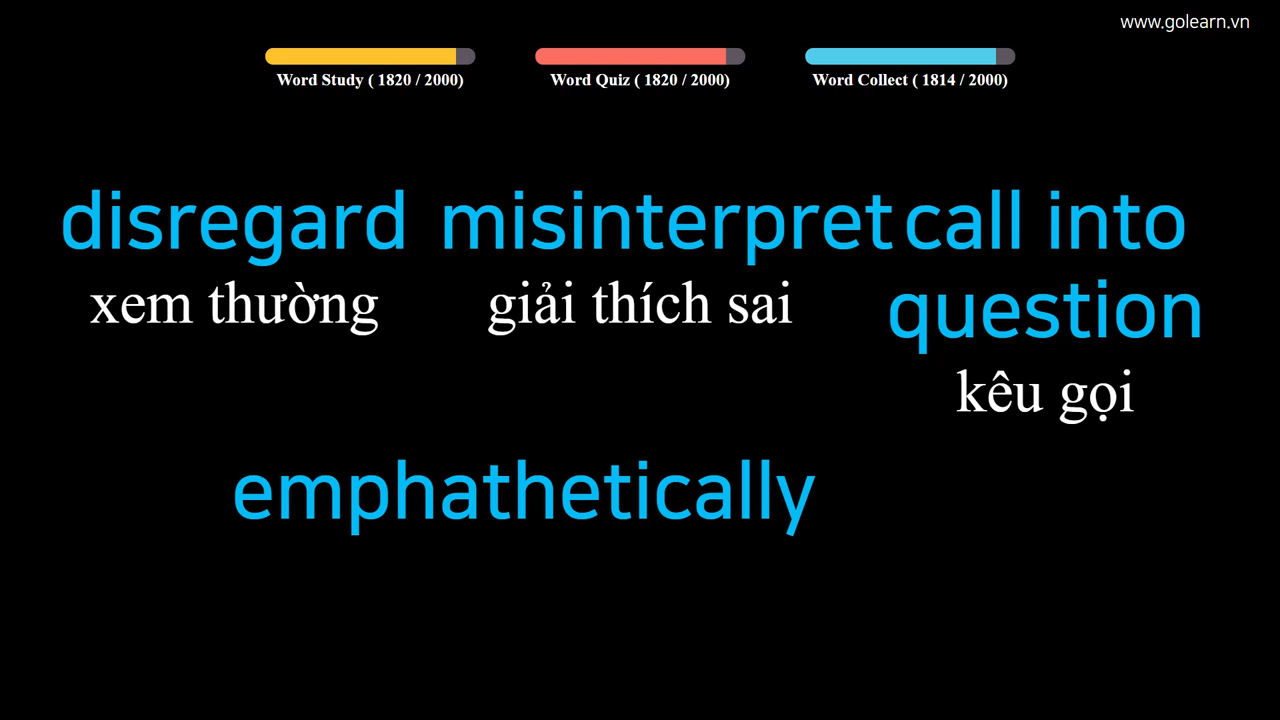 www.golearn.vn
Word Study ( 1820 / 2000) Word Quiz ( 1820 / 2000) Word Collect ( 1814 / 2000)
disregard
xem thường
misinterpret
giải thích sai
call into
question
kêu gọi
emphathetically